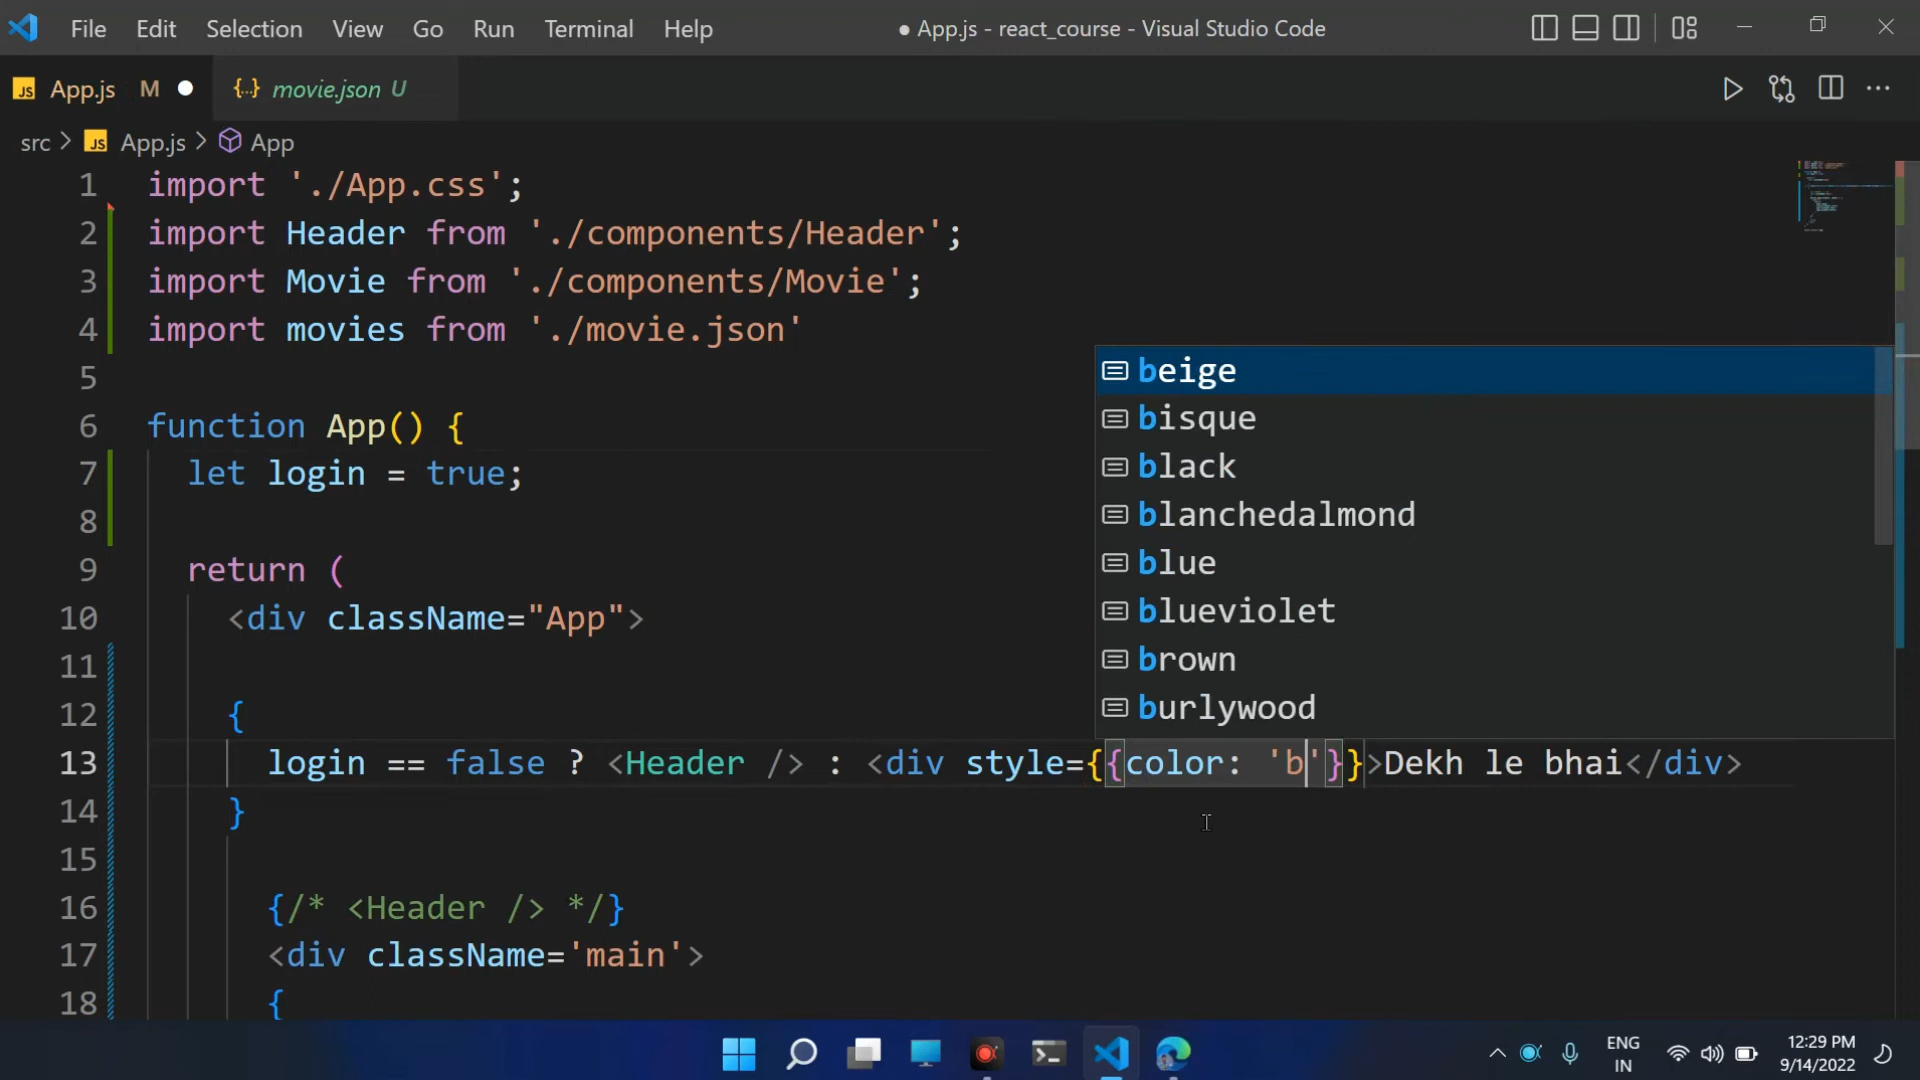 File Edit Selection View Go Run Terminal Help ● App.js - react_course - Visual Studio Code
JS App.js M ● {...} movie.json U
src > JS App.js > App
1 import './App.css';
2 import Header from './components/Header';
3 import Movie from './components/Movie';
4 import movies from './movie.json'
5
6 function App() {
7 let login = true;
8
9 return (
10 <div className="App">
11
12 {
13 login == false ? <Header /> : <div style={{color: 'b'}}>Dekh le bhai</div>
14 }
15
16 {/* <Header /> */}
17 <div className='main'>
18 {
beige
bisque
black
blanchedalmond
blue
blueviolet
brown
burlywood
ENG
IN
12:29 PM
9/14/2022